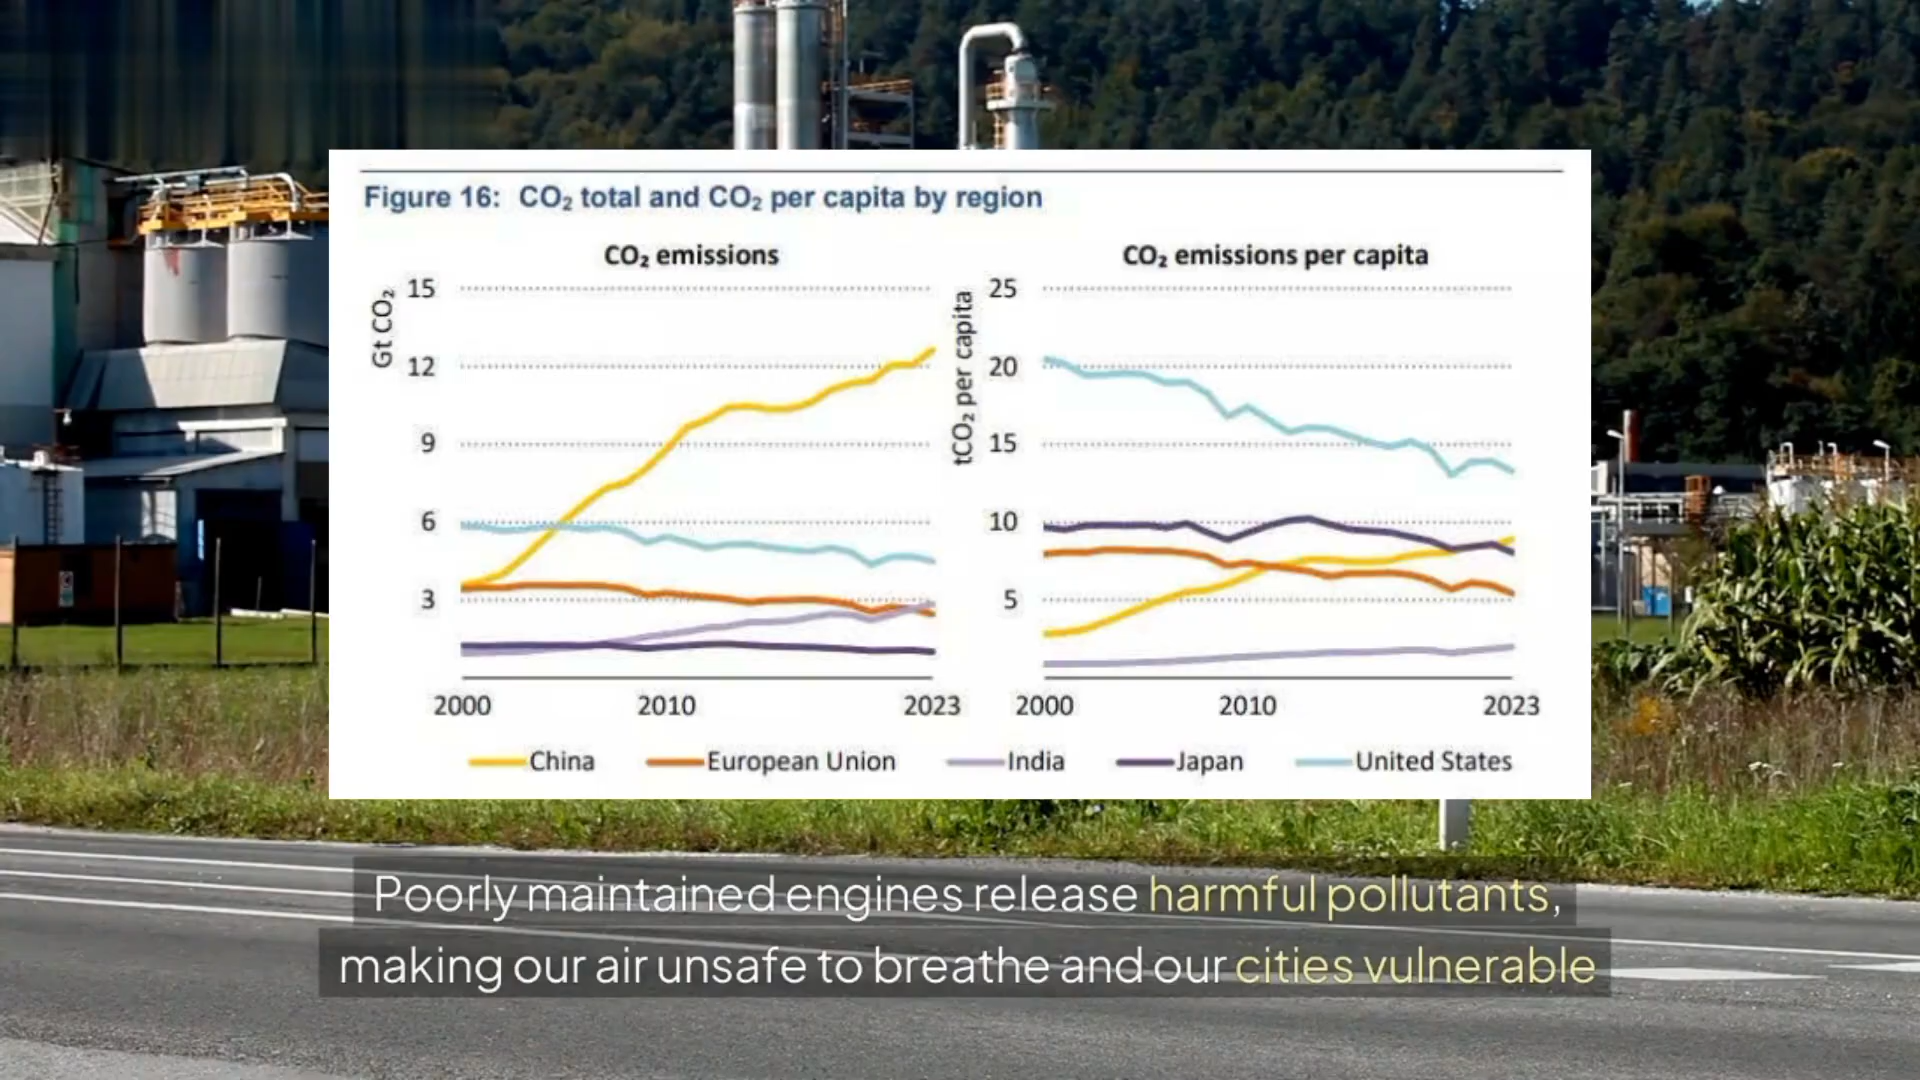 Figure 16: CO₂ total and CO₂ per capita by region
CO₂ emissions
Gt CO₂
15
12
9
6
3
2000 2010 2023
CO₂ emissions per capita
tCO₂ per capita
25
20
15
10
5
2000 2010 2023
China European Union India Japan United States
Poorly maintained engines release harmful pollutants,
making our air unsafe to breathe and our cities vulnerable